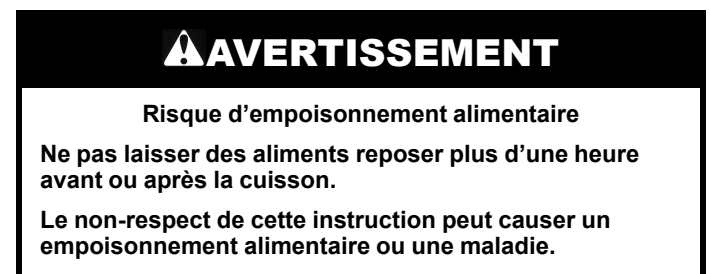 AVERTISSEMENT
Risque d’empoisonnement alimentaire
Ne pas laisser des aliments reposer plus d’une heure
avant ou après la cuisson.
Le non-respect de cette instruction peut causer un
empoisonnement alimentaire ou une maladie.